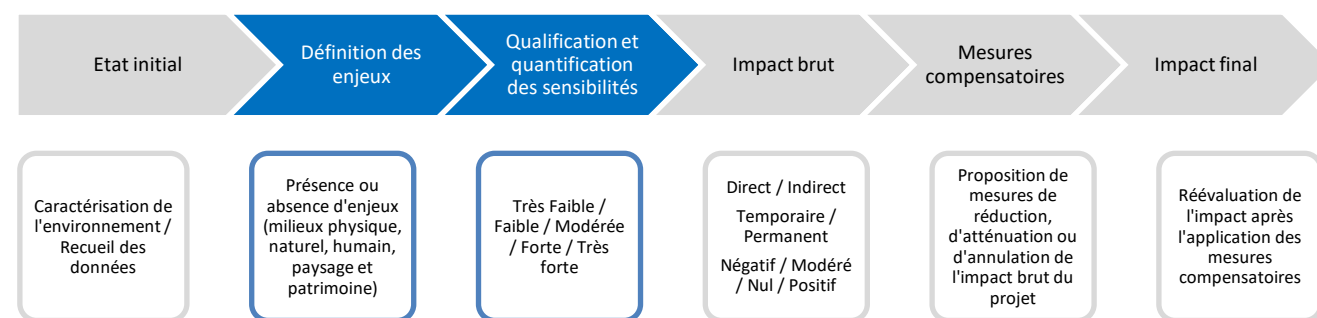 Etat initial
Définition des
enjeux
Qualification et
quantification
des sensibilités
Impact brut
Mesures
compensatoires
Impact final
Caractérisation de
l'environnement /
Recueil des
données
Présence ou
absence d'enjeux
(milieux physique,
naturel, humain,
paysage et
patrimoine)
Très Faible /
Faible / Modérée
/ Forte / Très
forte
Direct / Indirect
Temporaire /
Permanent
Négatif / Modéré
/ Nul / Positif
Proposition de
mesures de
réduction,
d'atténuation ou
d'annulation de
l'impact brut du
projet
Réévaluation de
l'impact après
l'application des
mesures
compensatoires